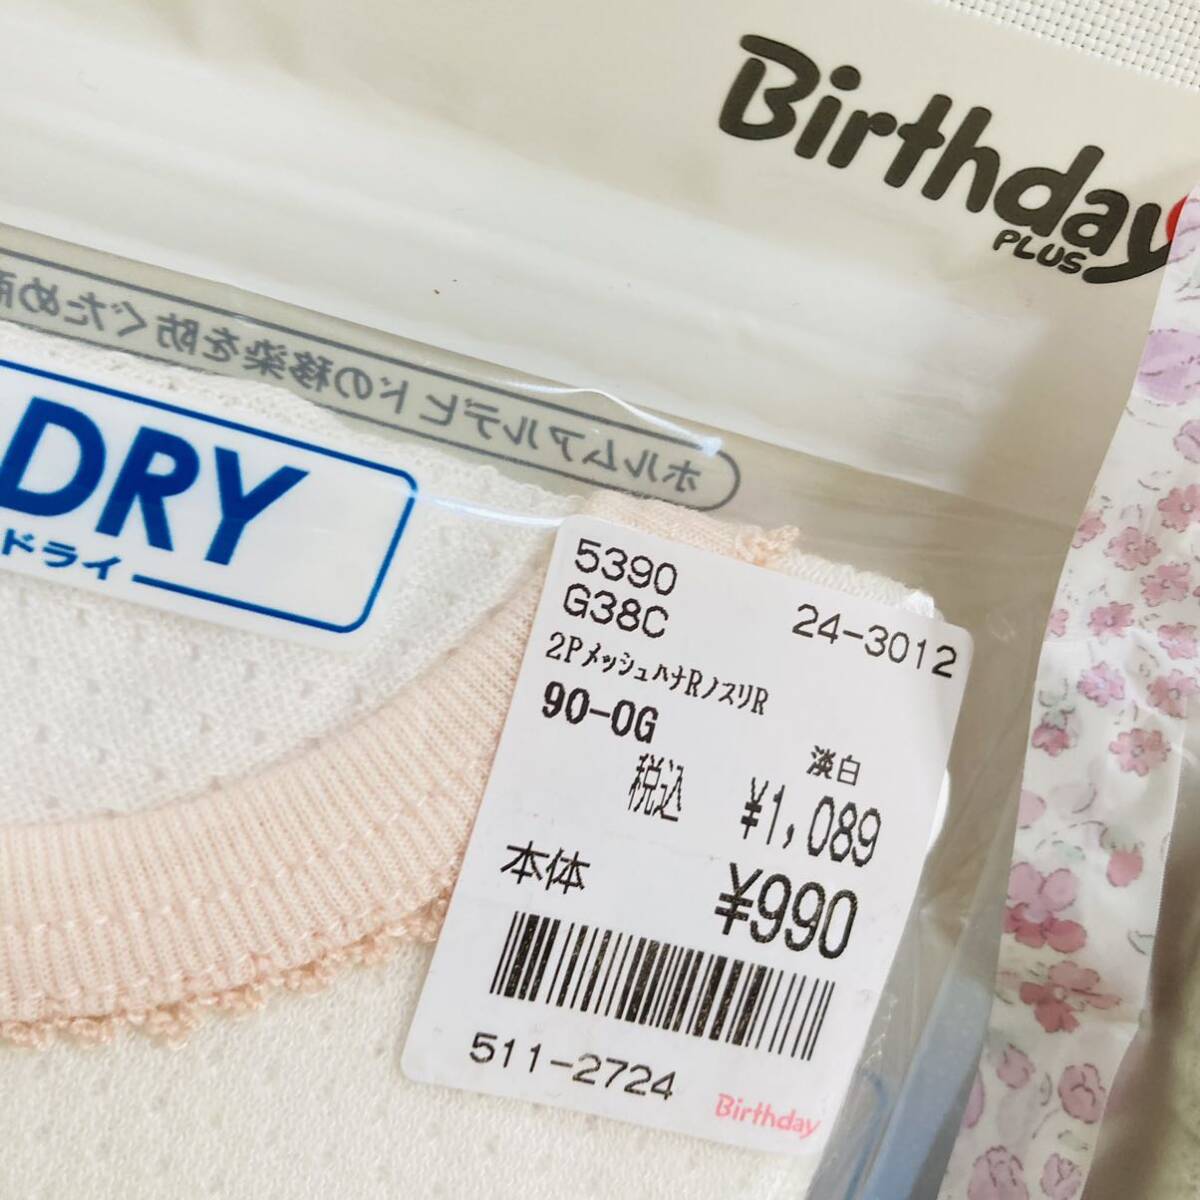 Birthday
PLUS
ホルムアルデヒドの移染を防ぐため
DRY
ドライ
5390
G38C
24-3012
2PメッシュハナRノスリR
90-0G
淡白
税込 ¥1,089
本体 ¥990
511-2724
Birthday